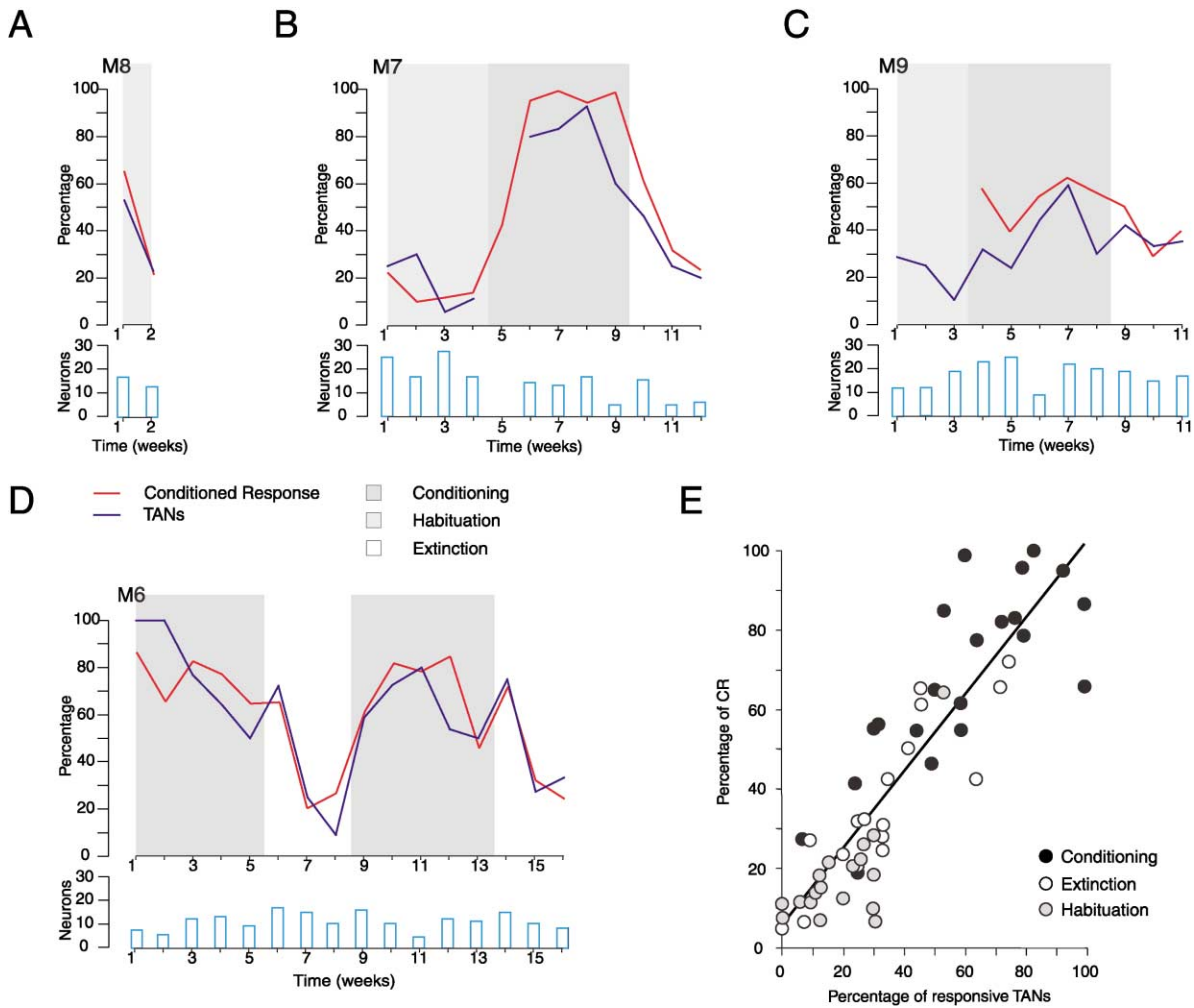 A
M8
100
80
60
40
20
0
Percentage
1 2
30
20
10
0
Neurons
1 2
Time (weeks)
B
M7
100
80
60
40
20
0
Percentage
1 3 5 7 9 11
30
20
10
0
Neurons
1 3 5 7 9 11
Time (weeks)
C
M9
100
80
60
40
20
0
Percentage
1 3 5 7 9 11
30
20
10
0
Neurons
1 3 5 7 9 11
Time (weeks)
D
Conditioned Response
TANs
Conditioning
Habituation
Extinction
M6
100
80
60
40
20
0
Percentage
1 3 5 7 9 11 13 15
30
20
10
0
Neurons
1 3 5 7 9 11 13 15
Time (weeks)
E
100
80
60
40
20
0
Percentage of CR
Conditioning
Extinction
Habituation
0 20 40 60 80 100
Percentage of responsive TANs